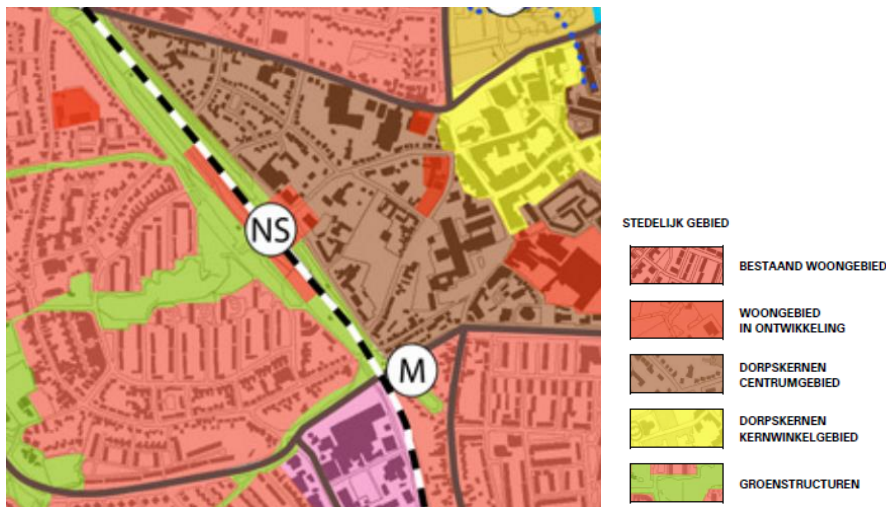 NS
M
STEDELIJK GEBIED
BESTAAND WOONGEBIED
WOONGEBIED
IN ONTWIKKELING
DORPSKERNEN
CENTRUMGEBIED
DORPSKERNEN
KERNWINKELGEBIED
GROENSTRUCTUREN